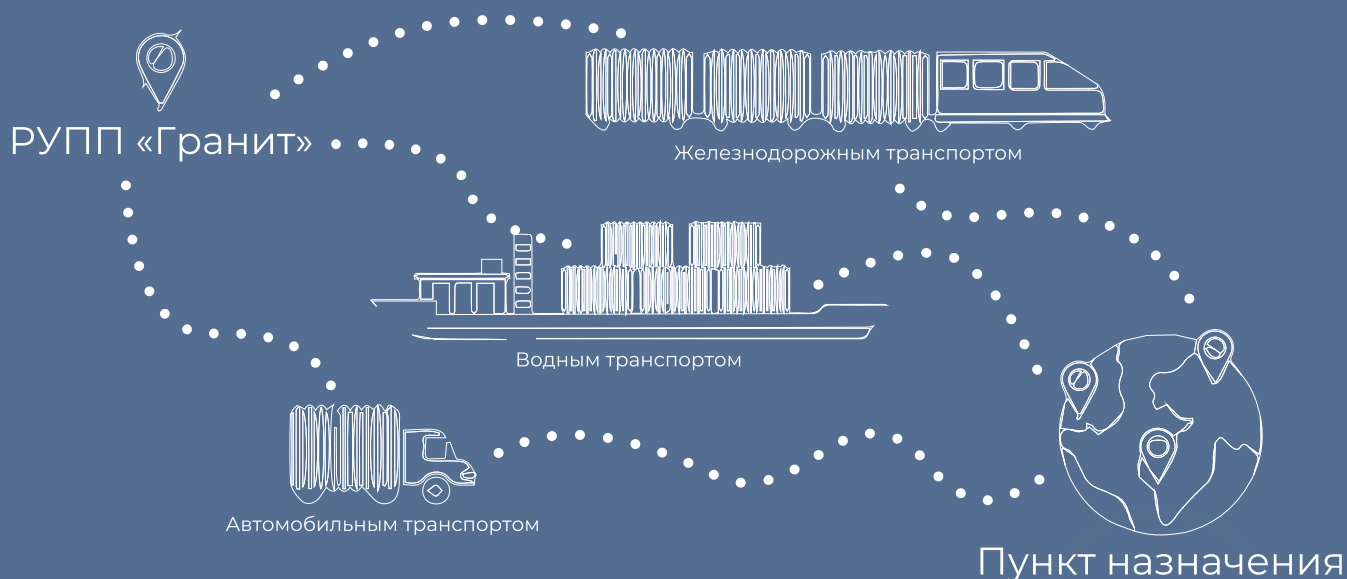 РУПП «Гранит»
Железнодорожным транспортом
Водным транспортом
Автомобильным транспортом
Пункт назначения